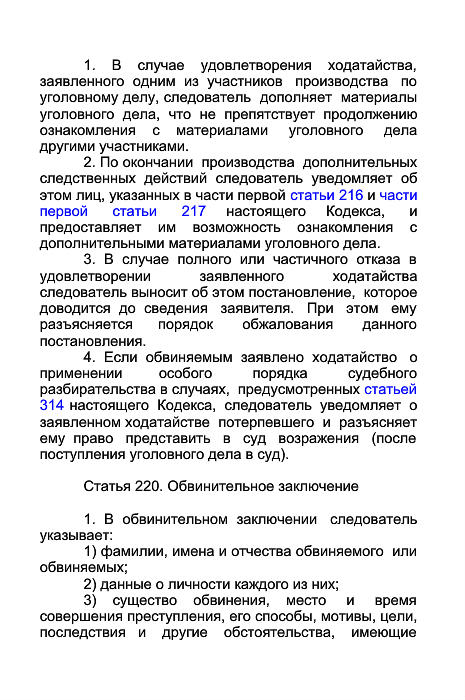 1. В случае удовлетворения ходатайства,
заявленного одним из участников производства по
уголовному делу, следователь дополняет материалы
уголовного дела, что не препятствует продолжению
ознакомления с материалами уголовного дела
другими участниками.
2. По окончании производства дополнительных
следственных действий следователь уведомляет об
этом лиц, указанных в части первой статьи 216 и части
первой статьи 217 настоящего Кодекса, и
предоставляет им возможность ознакомления с
дополнительными материалами уголовного дела.
3. В случае полного или частичного отказа в
удовлетворении заявленного ходатайства
следователь выносит об этом постановление, которое
доводится до сведения заявителя. При этом ему
разъясняется порядок обжалования данного
постановления.
4. Если обвиняемым заявлено ходатайство о
применении особого порядка судебного
разбирательства в случаях, предусмотренных статьей
314 настоящего Кодекса, следователь уведомляет о
заявленном ходатайстве потерпевшего и разъясняет
ему право представить в суд возражения (после
поступления уголовного дела в суд).
Статья 220. Обвинительное заключение
1. В обвинительном заключении следователь
указывает:
1) фамилии, имена и отчества обвиняемого или
обвиняемых;
2) данные о личности каждого из них;
3) существо обвинения, место и время
совершения преступления, его способы, мотивы, цели,
последствия и другие обстоятельства, имеющие